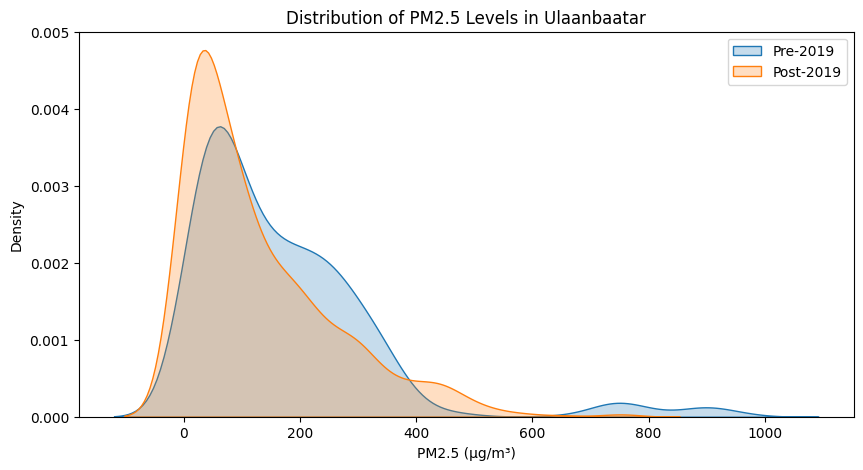 Distribution of PM2.5 Levels in Ulaanbaatar
Pre-2019
Post-2019
0.005
0.004
0.003
0.002
0.001
0.000
Density
0
200
400
600
800
1000
PM2.5 (μg/m³)